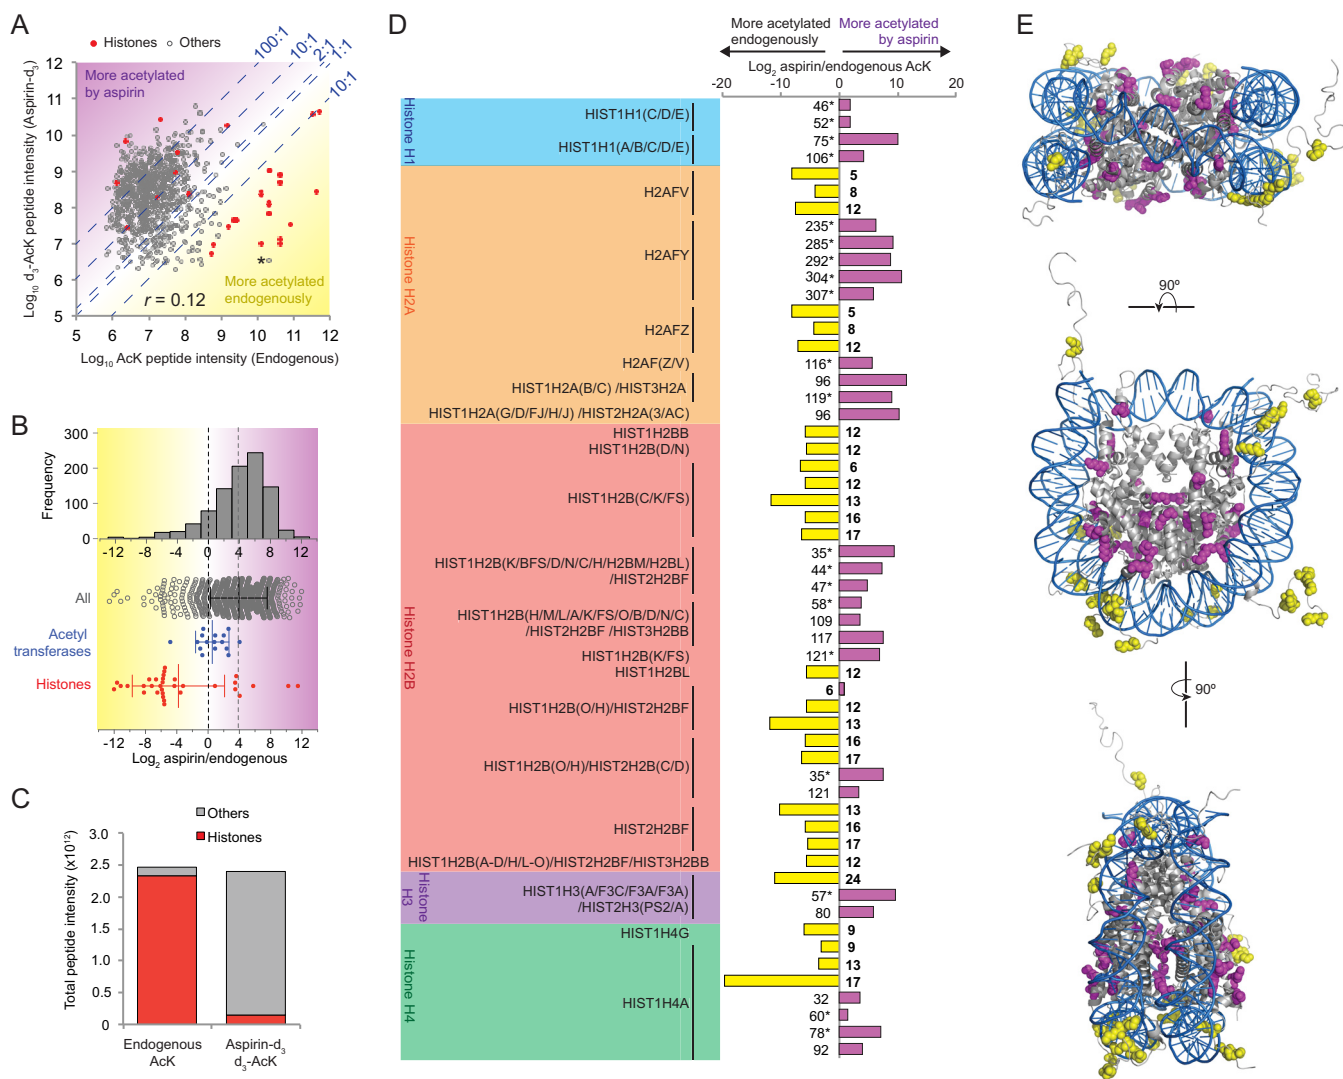 A
Histones
Others
100:1
10:1
2:1
1:1
10:1
More acetylated
by aspirin
More acetylated
endogenously
*
r = 0.12
12
11
10
9
8
7
6
5
5 6 7 8 9 10 11 12
Log10 d3-AcK peptide intensity (Aspirin-d3)
Log10 AcK peptide intensity (Endogenous)
B
Frequency
300
200
100
0
-12 -8 -4 0 4 8 12
All
Acetyl
transferases
Histones
-12 -8 -4 0 4 8 12
Log2 aspirin/endogenous
C
Others
Histones
Total peptide intensity (x10^12)
3.0
2.5
2.0
1.5
1.0
0.5
0
Endogenous
AcK
Aspirin-d3
d3-AcK
D
More acetylated
endogenously
More acetylated
by aspirin
Log2 aspirin/endogenous AcK
-20 -10 0 10 20
Histone H1
HIST1H1(C/D/E)
46*
52*
HIST1H1(A/B/C/D/E)
75*
106*
Histone H2A
H2AFV
5
8
12
H2AFY
235*
285*
292*
304*
307*
H2AFZ
5
8
12
H2AF(Z/V)
116*
HIST1H2A(B/C) /HIST3H2A
96
119*
HIST1H2A(G/D/FJ/H/J) /HIST2H2A(3/AC)
96
Histone H2B
HIST1H2BB
12
HIST1H2B(D/N)
12
HIST1H2B(C/K/FS)
6
12
13
16
17
HIST1H2B(K/BFS/D/N/C/H/H2BM/H2BL)
/HIST2H2BF
35*
44*
47*
58*
HIST1H2B(H/M/L/A/K/FS/O/B/D/N/C)
/HIST2H2BF /HIST3H2BB
109
117
HIST1H2B(K/FS)
121*
HIST1H2BL
12
HIST1H2B(O/H)/HIST2H2BF
6
12
13
16
17
HIST1H2B(O/H)/HIST2H2B(C/D)
35*
121
HIST2H2BF
13
16
17
HIST1H2B(A-D/H/L-O)/HIST2H2BF/HIST3H2BB
12
24
Histone
H3
HIST1H3(A/F3C/F3A/F3A)
/HIST2H3(PS2/A)
57*
80
Histone H4
HIST1H4G
9
HIST1H4A
9
13
17
32
60*
78*
92
E
90º
90º